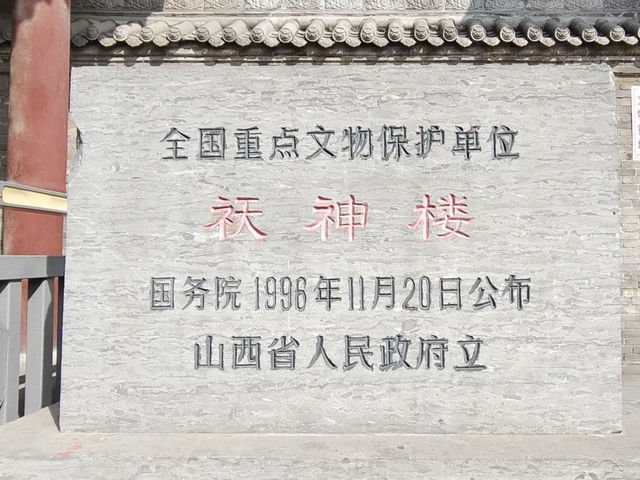 全国重点文物保护单位
祆神楼
国务院1996年11月20日公布
山西省人民政府立